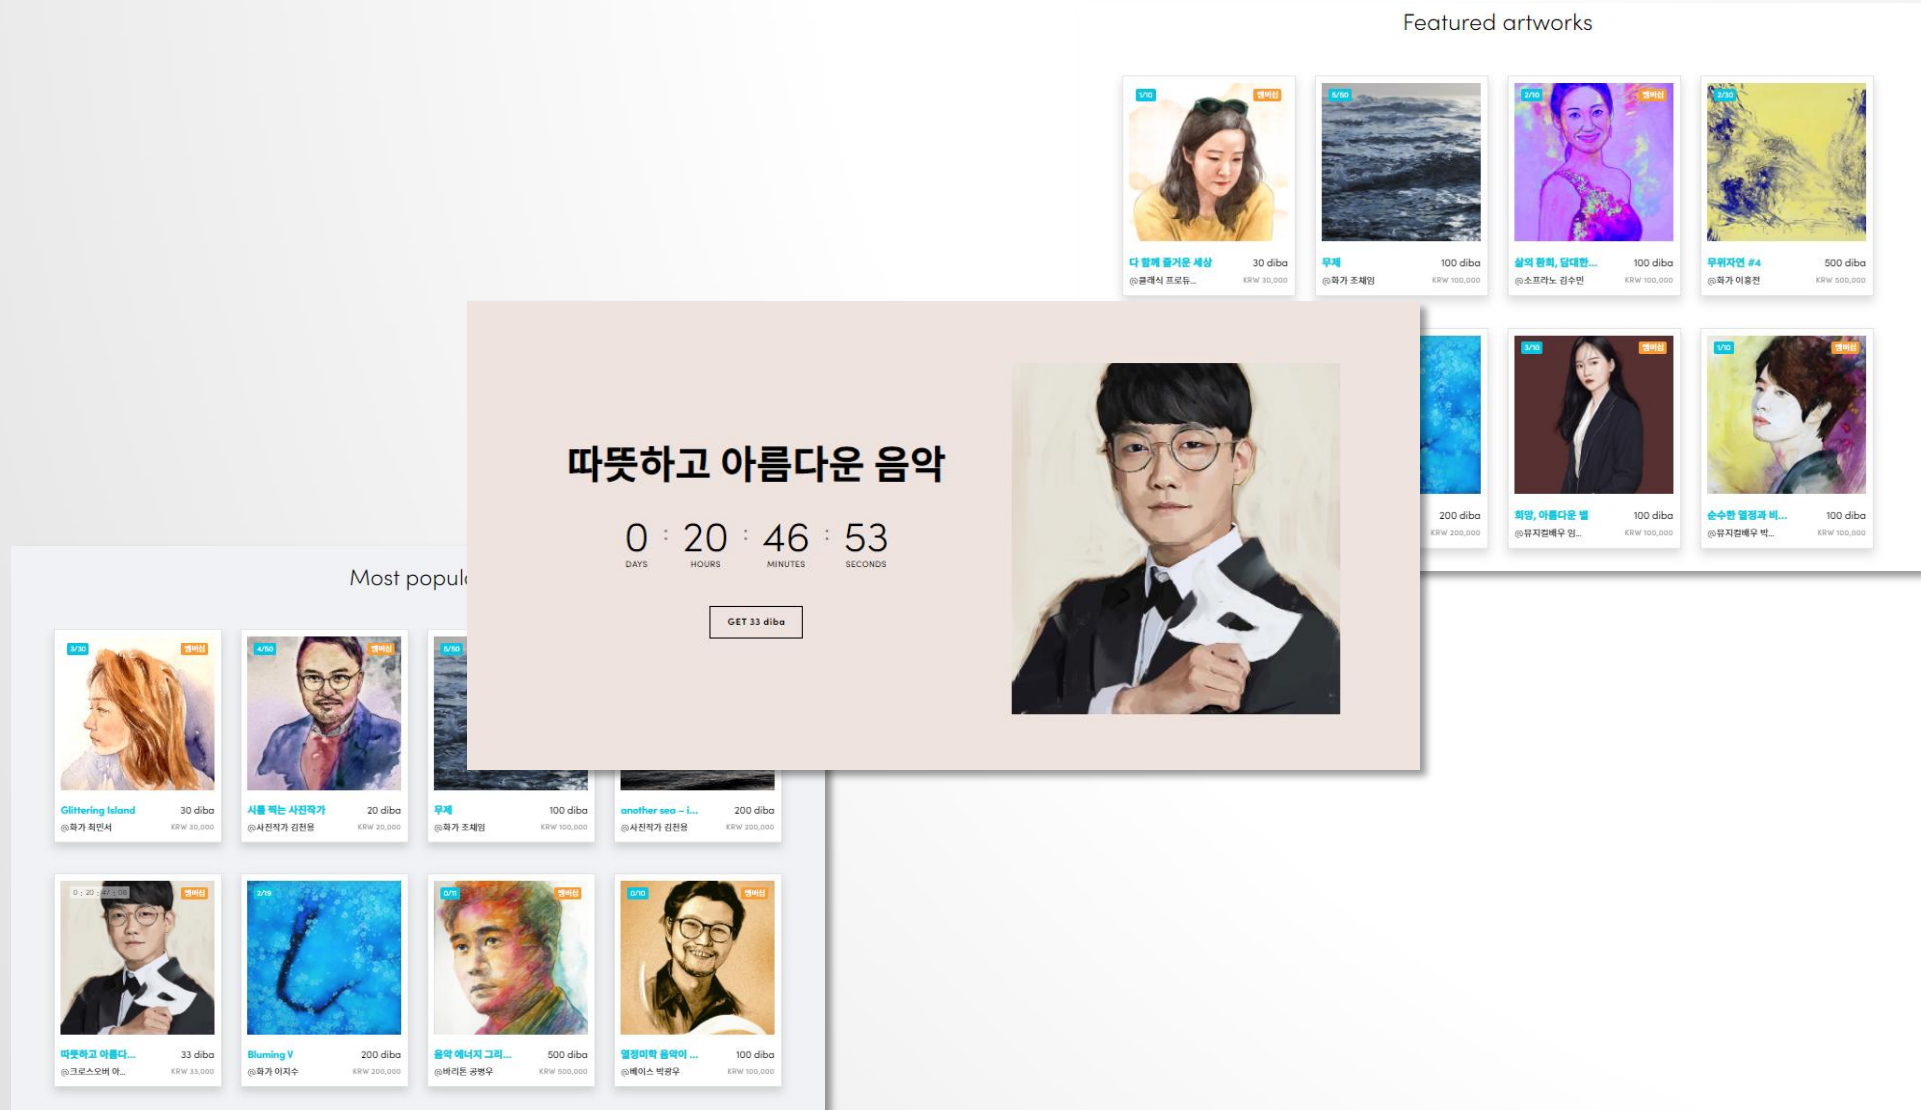 Featured artworks
1/10
멤버십
5/50
2/10
멤버십
2/30
다 함께 즐거운 세상
30 diba
무제
100 diba
삶의 환희, 담대한...
100 diba
무위자연 #4
500 diba
@클래식 프로듀...
KRW 30,000
@화가 조채임
KRW 100,000
@소프라노 김수민
KRW 100,000
@화가 이홍전
KRW 500,000
3/10
멤버십
1/10
멤버십
200 diba
희망, 아름다운 별
100 diba
순수한 열정과 비...
100 diba
KRW 200,000
@뮤지컬배우 임...
KRW 100,000
@뮤지컬배우 박...
KRW 100,000
따뜻하고 아름다운 음악
0 : 20 : 46 : 53
DAYS HOURS MINUTES SECONDS
GET 33 diba
Most popul
3/30
멤버십
4/50
멤버십
5/50
Glittering Island
30 diba
시를 찍는 사진작가
20 diba
무제
100 diba
another sea – i...
200 diba
@화가 최민서
KRW 30,000
@사진작가 김천용
KRW 20,000
@화가 조채임
KRW 100,000
@사진작가 김천용
KRW 200,000
0 : 20 : 47 : 08
멤버십
2/19
0/11
멤버십
0/10
멤버십
따뜻하고 아름다...
33 diba
Bluming V
200 diba
음악 에너지 그리...
500 diba
열정미학 음악이 ...
100 diba
@크로스오버 아...
KRW 33,000
@화가 이지수
KRW 200,000
@바리톤 공병우
KRW 500,000
@베이스 박광우
KRW 100,000